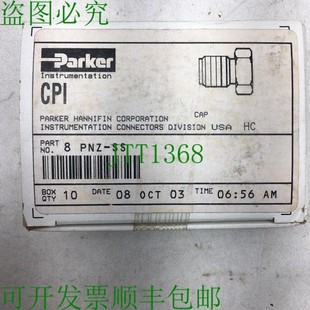 盗图必究
Parker
Instrumentation
CPI
CAP
PARKER HANNIFIN CORPORATION
INSTRUMENTATION CONNECTORS DIVISION USA HC
PART NO. 8 PNZ-SS
JTT1368
BOX QTY 10 DATE 08 OCT 03 TIME 06:56 AM
可开发票顺丰包邮